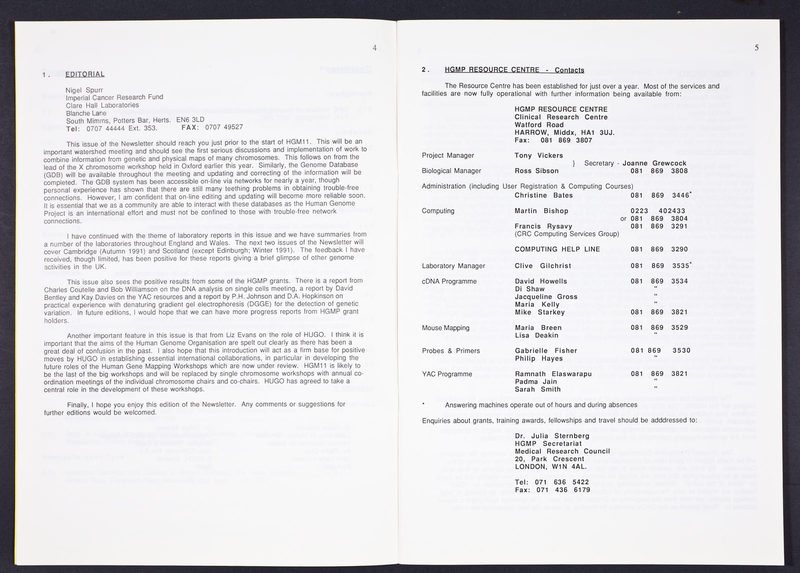 4
1. EDITORIAL
Nigel Spurr
Imperial Cancer Research Fund
Clare Hall Laboratories
Blanche Lane
South Mimms, Potters Bar, Herts. EN6 3LD
Tel: 0707 44444 Ext. 353. FAX: 0707 49527
This issue of the Newsletter should reach you just prior to the start of HGM11. This will be an
important watershed meeting and should see the first serious discussions and implementation of work to
combine information from genetic and physical maps of many chromosomes. This follows on from the
lead of the X chromosome workshop held in Oxford earlier this year. Similarly, the Genome Database
(GDB) will be available throughout the meeting and updating and correcting of the information will be
completed. The GDB system has been accessible on-line via networks for nearly a year, though
personal experience has shown that there are still many teething problems in obtaining trouble-free
connections. However, I am confident that on-line editing and updating will become more reliable soon.
It is essential that we as a community are able to interact with these databases as the Human Genome
Project is an international effort and must not be confined to those with trouble-free network
connections.
I have continued with the theme of laboratory reports in this issue and we have summaries from
a number of the laboratories throughout England and Wales. The next two issues of the Newsletter will
cover Cambridge (Autumn 1991) and Scotland (except Edinburgh; Winter 1991). The feedback I have
received, though limited, has been positive for these reports giving a brief glimpse of other genome
activities in the UK.
This issue also sees the positive results from some of the HGMP grants. There is a report from
Charles Coutelle and Bob Williamson on the DNA analysis on single cells meeting, a report by David
Bentley and Kay Davies on the YAC resources and a report by P.H. Johnson and D.A. Hopkinson on
practical experience with denaturing gradient gel electrophoresis (DGGE) for the detection of genetic
variation. In future editions, I would hope that we can have more progress reports from HGMP grant
holders.
Another important feature in this issue is that from Liz Evans on the role of HUGO. I think it is
important that the aims of the Human Genome Organisation are spelt out clearly as there has been a
great deal of confusion in the past. I also hope that this introduction will act as a firm base for positive
moves by HUGO in establishing essential international collaborations, in particular in developing the
future roles of the Human Gene Mapping Workshops which are now under review. HGM11 is likely to
be the last of the big workshops and will be replaced by single chromosome workshops with annual co-
ordination meetings of the individual chromosome chairs and co-chairs. HUGO has agreed to take a
central role in the development of these workshops.
Finally, I hope you enjoy this edition of the Newsletter. Any comments or suggestions for
further editions would be welcomed.
5
2. HGMP RESOURCE CENTRE - Contacts
The Resource Centre has been established for just over a year. Most of the services and
facilities are now fully operational with further information being available from:
HGMP RESOURCE CENTRE
Clinical Research Centre
Watford Road
HARROW, Middx, HA1 3UJ.
Fax: 081 869 3807
Project Manager Tony Vickers
} Secretary - Joanne Grewcock
Biological Manager Ross Sibson 081 869 3808
Administration (including User Registration & Computing Courses)
Christine Bates 081 869 3446*
Computing Martin Bishop 0223 402433
or 081 869 3804
Francis Rysavy 081 869 3291
(CRC Computing Services Group)
COMPUTING HELP LINE 081 869 3290
Laboratory Manager Clive Gilchrist 081 869 3535*
cDNA Programme David Howells 081 869 3534
Di Shaw "
Jacqueline Gross "
Maria Kelly "
Mike Starkey 081 869 3821
Mouse Mapping Maria Breen 081 869 3529
Lisa Deakin "
Probes & Primers Gabrielle Fisher 081 869 3530
Philip Hayes "
YAC Programme Ramnath Elaswarapu 081 869 3821
Padma Jain "
Sarah Smith "
* Answering machines operate out of hours and during absences
Enquiries about grants, training awards, fellowships and travel should be adddressed to:
Dr. Julia Sternberg
HGMP Secretariat
Medical Research Council
20, Park Crescent
LONDON, W1N 4AL.
Tel: 071 636 5422
Fax: 071 436 6179